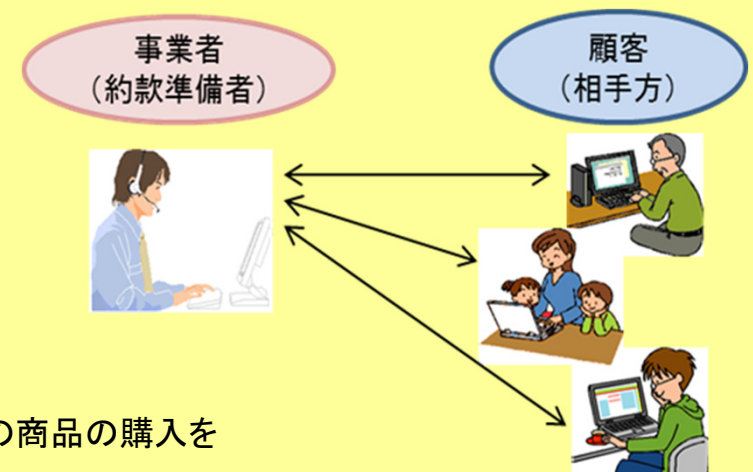 事業者
（約款準備者）
顧客
（相手方）
の商品の購入を